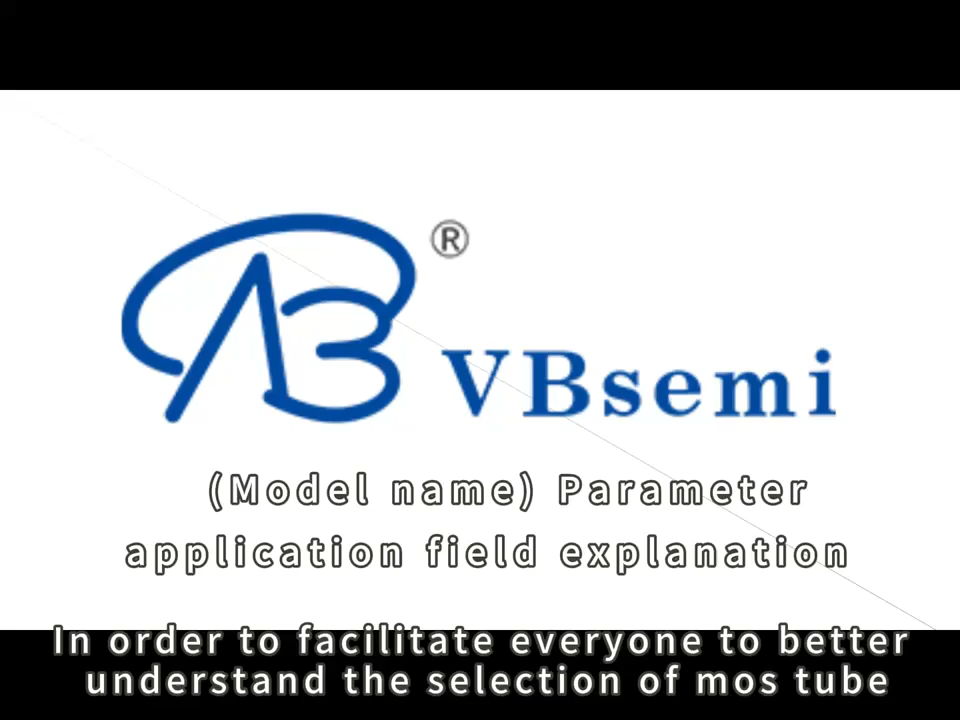 ®
VBsemi
(Model name) Parameter
application field explanation
In order to facilitate everyone to better
understand the selection of mos tube